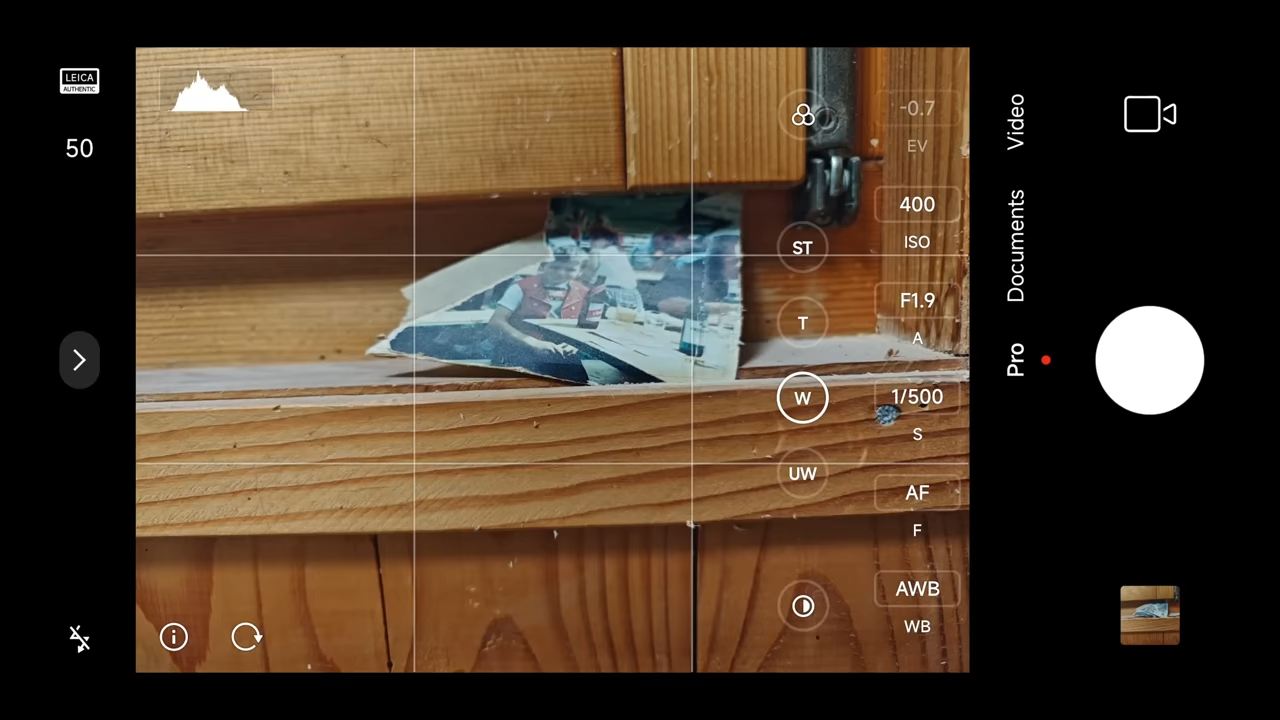 LEICA
AUTHENTIC
50
-0.7
EV
400
ISO
F1.9
A
1/500
S
AF
F
AWB
WB
ST
T
W
UW
Video
Documents
Pro